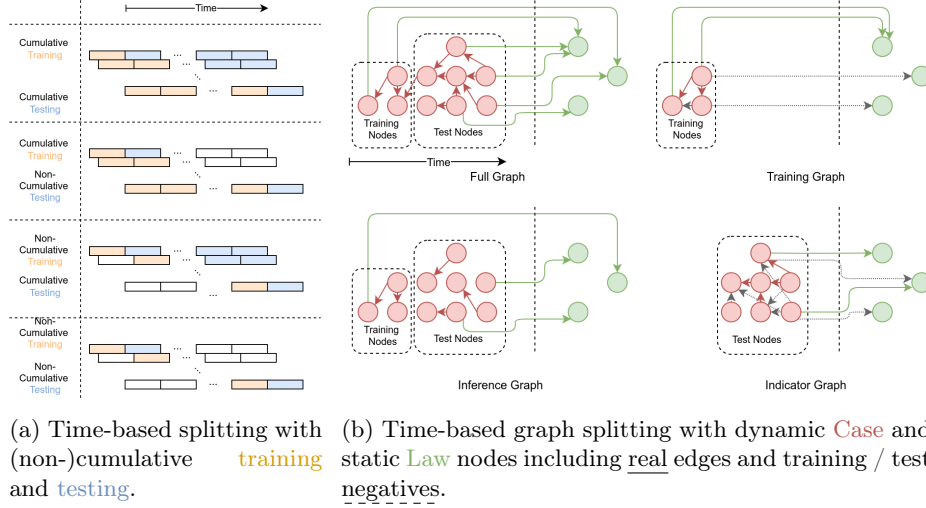 Time
Cumulative
Training
...
...
Cumulative
Testing
...
Cumulative
Training
...
Non-
Cumulative
Testing
...
Non-
Cumulative
Training
...
Cumulative
Testing
...
Non-
Cumulative
Training
...
Non-
Cumulative
Testing
...
Training
Nodes
Test Nodes
Time
Full Graph
Training
Nodes
Training Graph
Training
Nodes
Test Nodes
Inference Graph
Test Nodes
Indicator Graph
(a) Time-based splitting with
(non-)cumulative training
and testing.
(b) Time-based graph splitting with dynamic Case and
static Law nodes including real edges and training / test
negatives.